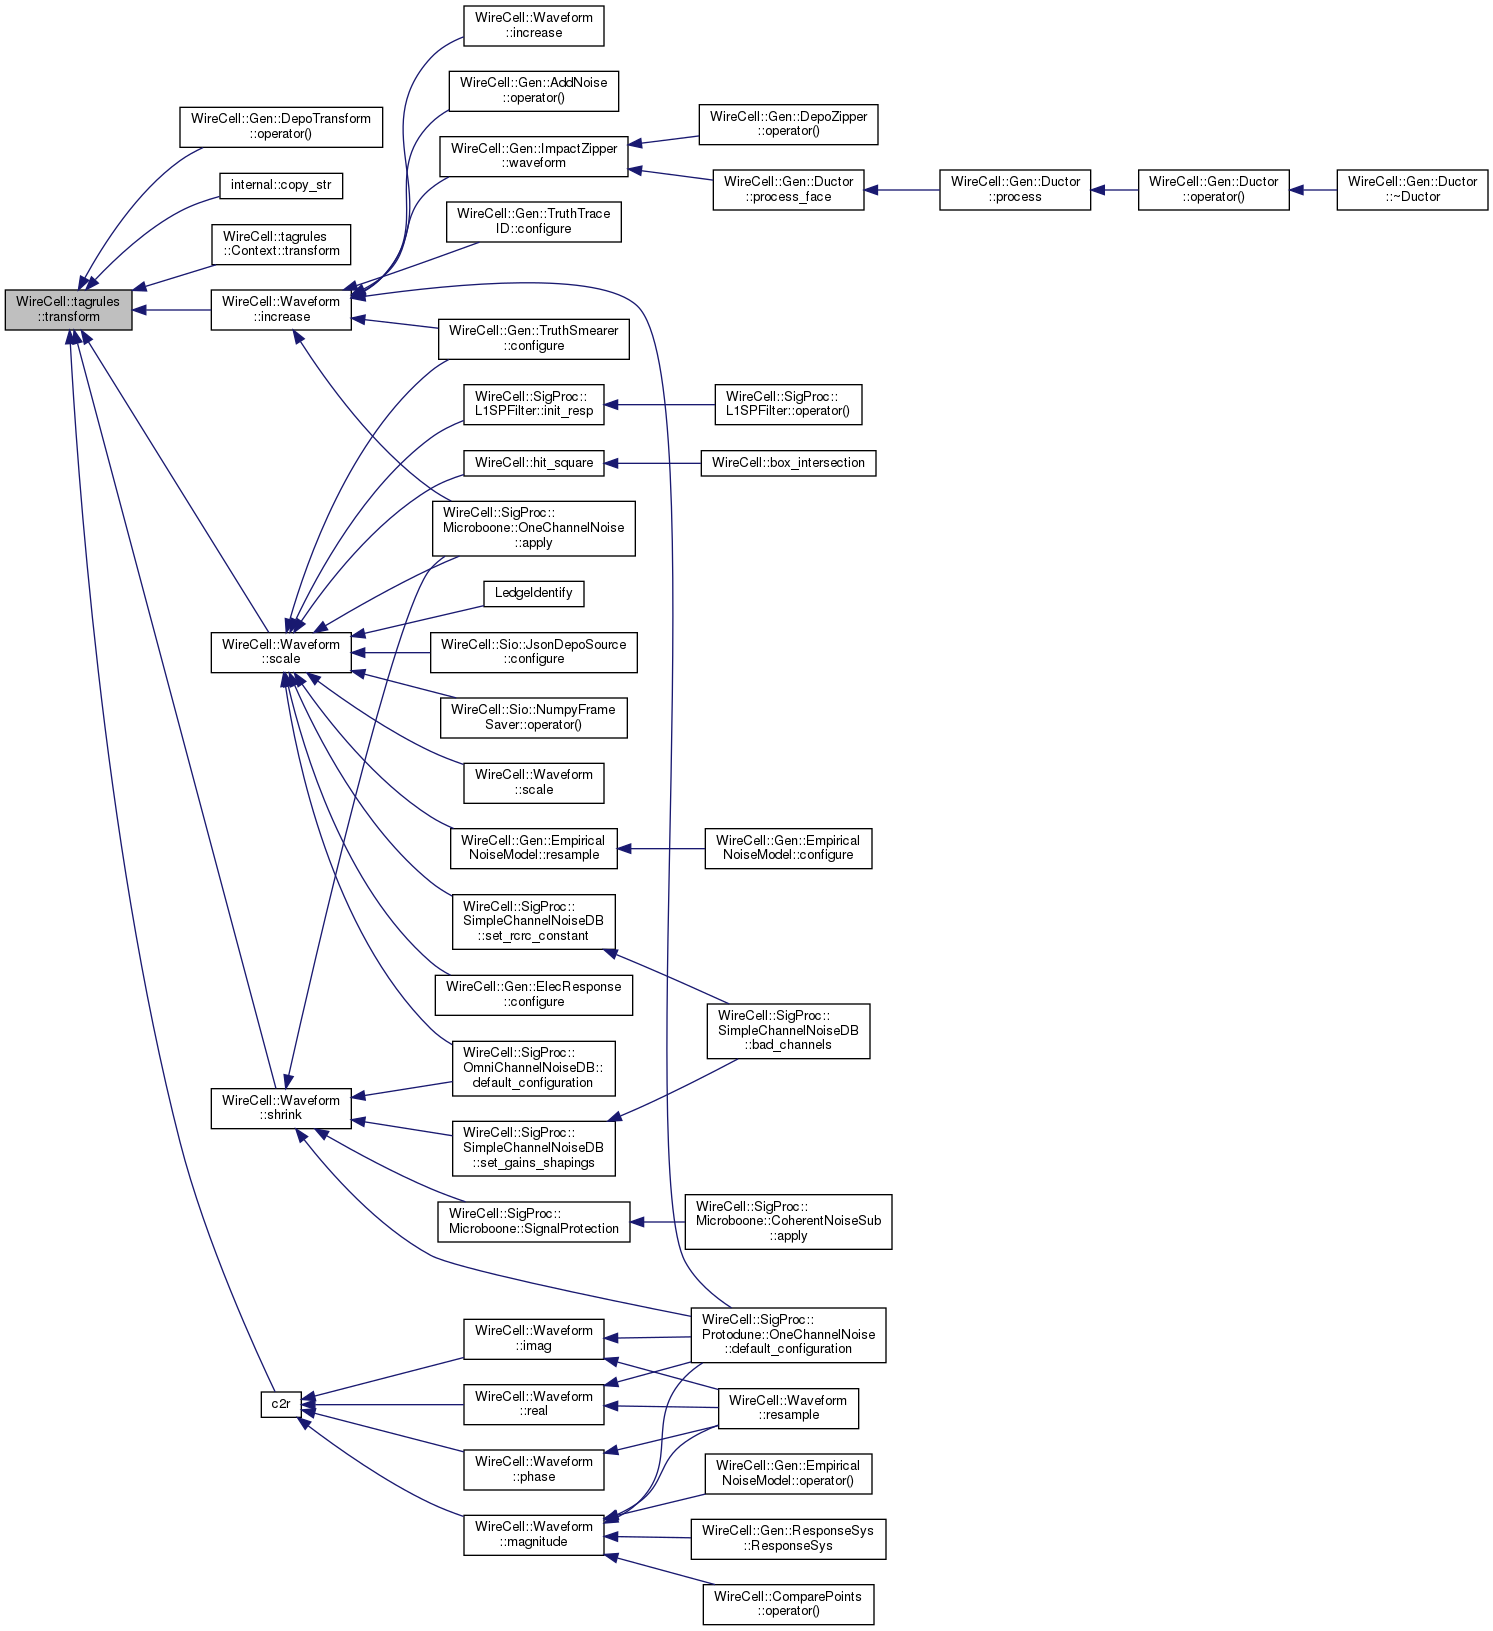 WireCell::Waveform
::increase
WireCell::Gen::AddNoise
::operator()
WireCell::Gen::DepoTransform
::operator()
WireCell::Gen::DepoZipper
::operator()
WireCell::Gen::ImpactZipper
::waveform
internal::copy_str
WireCell::Gen::Ductor
::process_face
WireCell::Gen::Ductor
::process
WireCell::Gen::Ductor
::operator()
WireCell::Gen::Ductor
::~Ductor
WireCell::Gen::TruthTrace
ID::configure
WireCell::tagrules
::Context::transform
WireCell::tagrules
::transform
WireCell::Waveform
::increase
WireCell::Gen::TruthSmearer
::configure
WireCell::SigProc::
L1SPFilter::init_resp
WireCell::SigProc::
L1SPFilter::operator()
WireCell::hit_square
WireCell::box_intersection
WireCell::SigProc::
Microboone::OneChannelNoise
::apply
LedgeIdentify
WireCell::Waveform
::scale
WireCell::Sio::JsonDepoSource
::configure
WireCell::Sio::NumpyFrame
Saver::operator()
WireCell::Waveform
::scale
WireCell::Gen::Empirical
NoiseModel::resample
WireCell::Gen::Empirical
NoiseModel::configure
WireCell::SigProc::
SimpleChannelNoiseDB
::set_rcrc_constant
WireCell::Gen::ElecResponse
::configure
WireCell::SigProc::
SimpleChannelNoiseDB
::bad_channels
WireCell::SigProc::
OmniChannelNoiseDB::
default_configuration
WireCell::Waveform
::shrink
WireCell::SigProc::
SimpleChannelNoiseDB
::set_gains_shapings
WireCell::SigProc::
Microboone::SignalProtection
WireCell::SigProc::
Microboone::CoherentNoiseSub
::apply
WireCell::SigProc::
Protodune::OneChannelNoise
::default_configuration
WireCell::Waveform
::imag
c2r
WireCell::Waveform
::real
WireCell::Waveform
::resample
WireCell::Waveform
::phase
WireCell::Gen::Empirical
NoiseModel::operator()
WireCell::Waveform
::magnitude
WireCell::Gen::ResponseSys
::ResponseSys
WireCell::ComparePoints
::operator()